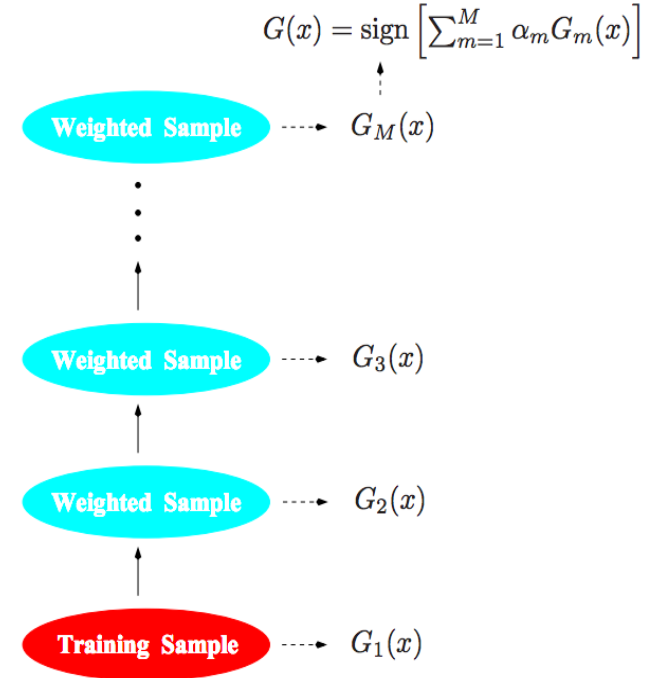 G(x) = sign [∑_{m=1}^{M} α_m G_m(x)]
Weighted Sample G_M(x)
Weighted Sample G_3(x)
Weighted Sample G_2(x)
Training Sample G_1(x)